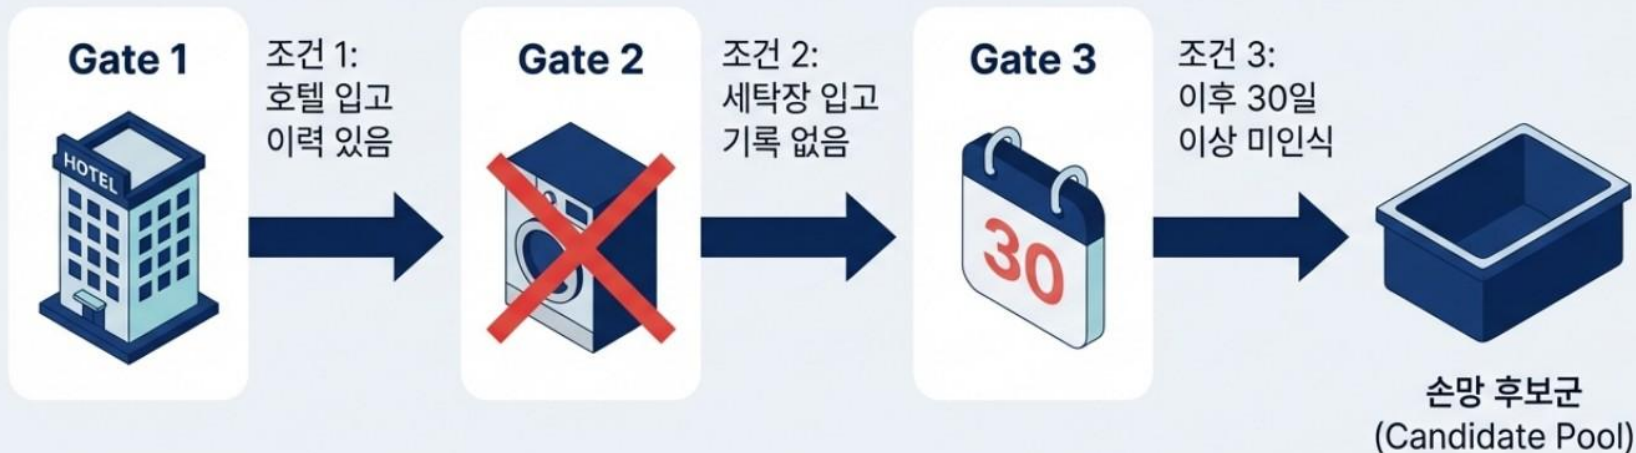 Gate 1
HOTEL
조건 1:
호텔 입고
이력 있음
Gate 2
조건 2:
세탁장 입고
기록 없음
Gate 3
30
조건 3:
이후 30일
이상 미인식
손망 후보군
(Candidate Pool)